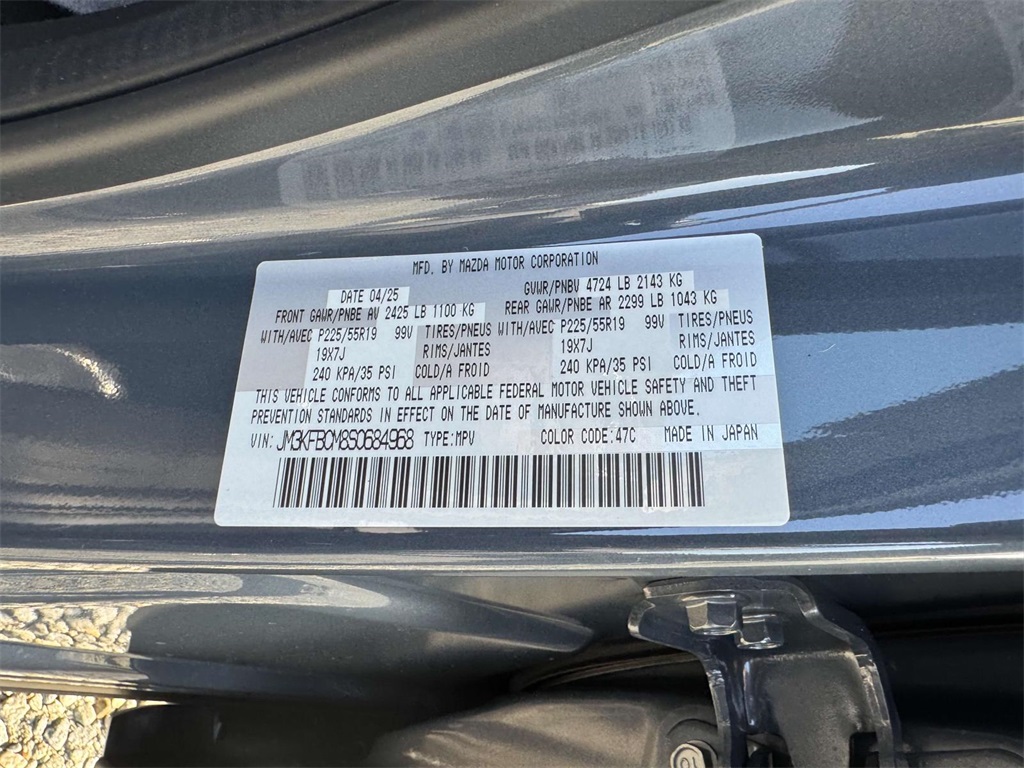 MFD. BY MAZDA MOTOR CORPORATION
DATE 04/25 GVWR/PNBV 4724 LB 2143 KG
FRONT GAWR/PNBE AV 2425 LB 1100 KG REAR GAWR/PNBE AR 2299 LB 1043 KG
WITH/AVEC P225/55R19 99V TIRES/PNEUS WITH/AVEC P225/55R19 99V TIRES/PNEUS
19X7J RIMS/JANTES 19X7J RIMS/JANTES
240 KPA/35 PSI COLD/A FROID 240 KPA/35 PSI COLD/A FROID
THIS VEHICLE CONFORMS TO ALL APPLICABLE FEDERAL MOTOR VEHICLE SAFETY AND THEFT
PREVENTION STANDARDS IN EFFECT ON THE DATE OF MANUFACTURE SHOWN ABOVE.
VIN: JM3KFBCM8S0684968 TYPE:MPV COLOR CODE:47C MADE IN JAPAN